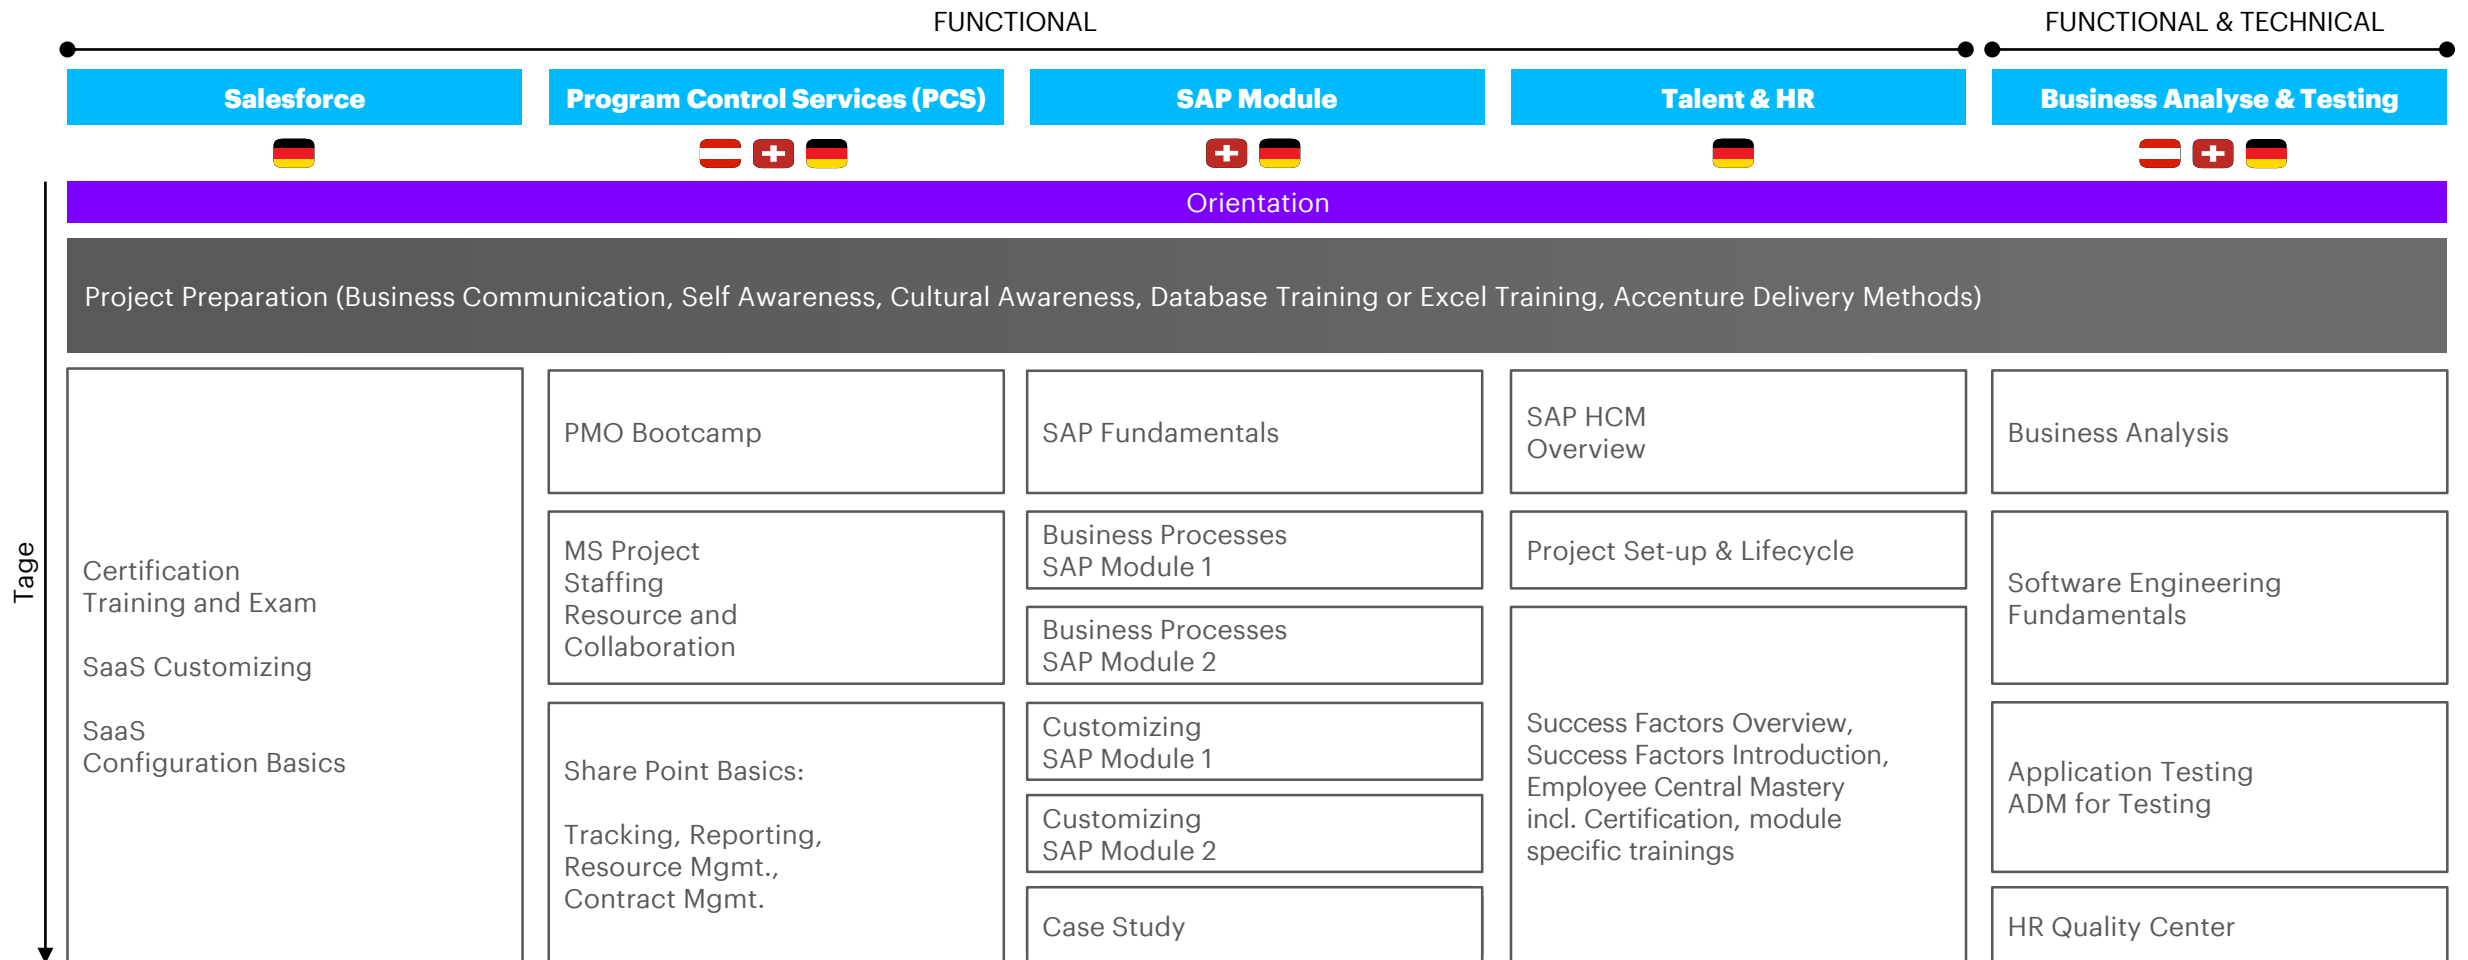 FUNCTIONAL
FUNCTIONAL & TECHNICAL
Salesforce
Program Control Services (PCS)
SAP Module
Talent & HR
Business Analyse & Testing
Orientation
Project Preparation (Business Communication, Self Awareness, Cultural Awareness, Database Training or Excel Training, Accenture Delivery Methods)
Tage
Certification
Training and Exam
SaaS Customizing
SaaS
Configuration Basics
PMO Bootcamp
MS Project
Staffing
Resource and
Collaboration
Share Point Basics:
Tracking, Reporting,
Resource Mgmt.,
Contract Mgmt.
SAP Fundamentals
Business Processes
SAP Module 1
Business Processes
SAP Module 2
Customizing
SAP Module 1
Customizing
SAP Module 2
Case Study
SAP HCM
Overview
Project Set-up & Lifecycle
Success Factors Overview,
Success Factors Introduction,
Employee Central Mastery
incl. Certification, module
specific trainings
Business Analysis
Software Engineering
Fundamentals
Application Testing
ADM for Testing
HR Quality Center